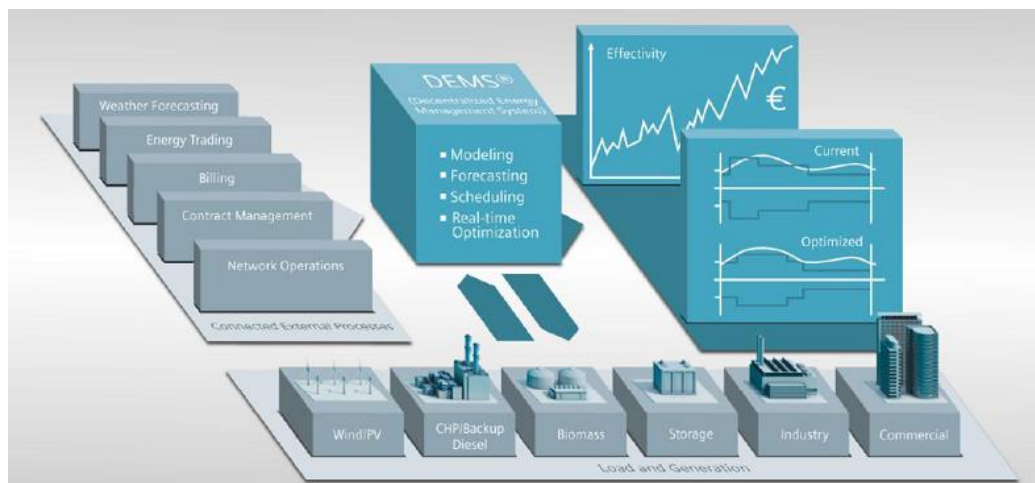 Weather Forecasting
Energy Trading
Billing
Contract Management
Network Operations
Connected External Processes
DEMS®
(Decentralized Energy
Management System)
▪ Modeling
▪ Forecasting
▪ Scheduling
▪ Real-time
Optimization
Effectivity
€
Current
Optimized
Wind/PV
CHP/Backup
Diesel
Biomass
Storage
Industry
Commercial
Load and Generation